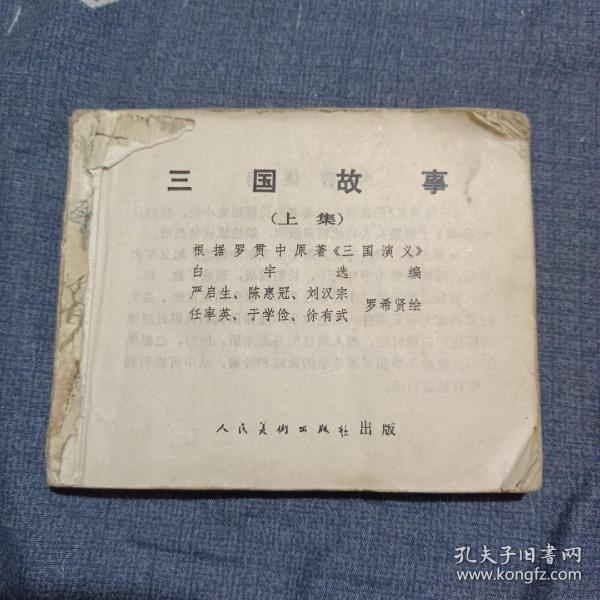 三国故事
(上集)
根据罗贯中原著《三国演义》
白宇选编
严启生、陈惠冠、刘汉宗
任率英、于学俭、徐有武 罗希贤绘
人民美術出版社出版
孔夫子旧书网
www.kongfz.com